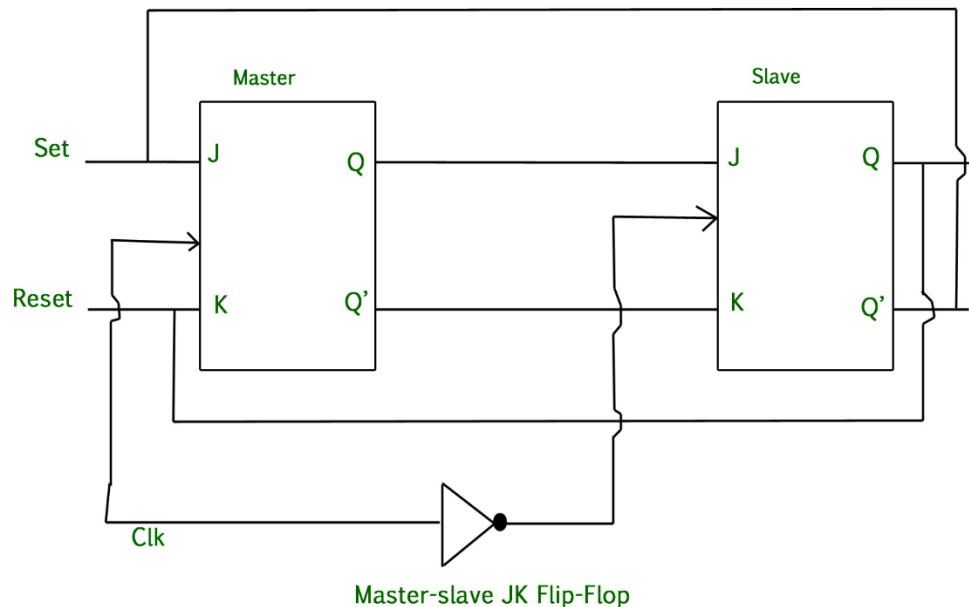 Master
Slave
Set
J
Q
J
Q
Reset
K
Q’
K
Q’
Clk
Master-slave JK Flip-Flop